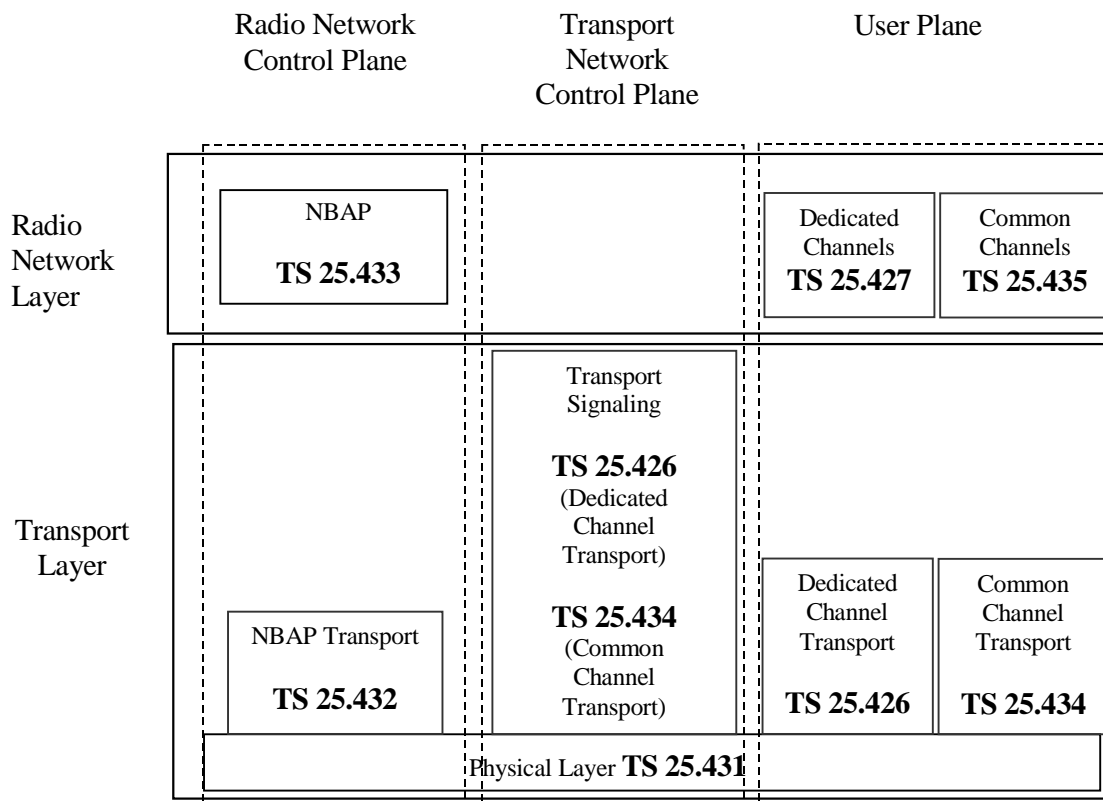 Radio Network
Control Plane
Transport
Network
Control Plane
User Plane
Radio
Network
Layer
NBAP
TS 25.433
Dedicated
Channels
TS 25.427
Common
Channels
TS 25.435
Transport
Layer
NBAP Transport
TS 25.432
Transport
Signaling
TS 25.426
(Dedicated
Channel
Transport)
TS 25.434
(Common
Channel
Transport)
Dedicated
Channel
Transport
TS 25.426
Common
Channel
Transport
TS 25.434
Physical Layer TS 25.431